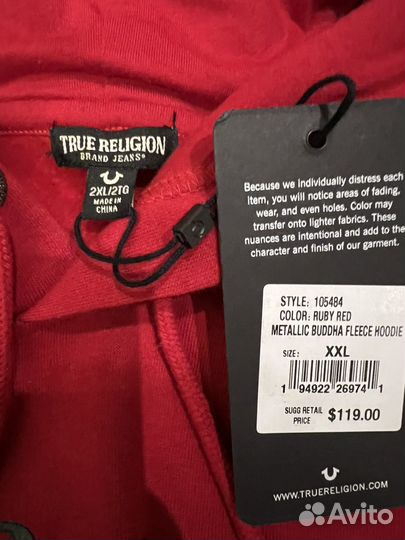 TRUE RELIGION
BRAND JEANS®
2XL/2TG
MADE IN
CHINA
Because we individually distress each
item, you will notice areas of fading,
wear, and even holes. Color may
transfer onto lighter fabrics. These
nuances are intentional and add to the
character and finish of our garment.
STYLE: 105484
COLOR: RUBY RED
METALLIC BUDDHA FLEECE HOODIE
SIZE: XXL
1 94922 26974 1
SUGG RETAIL
PRICE $119.00
WWW.TRUERELIGION.COM
Avito